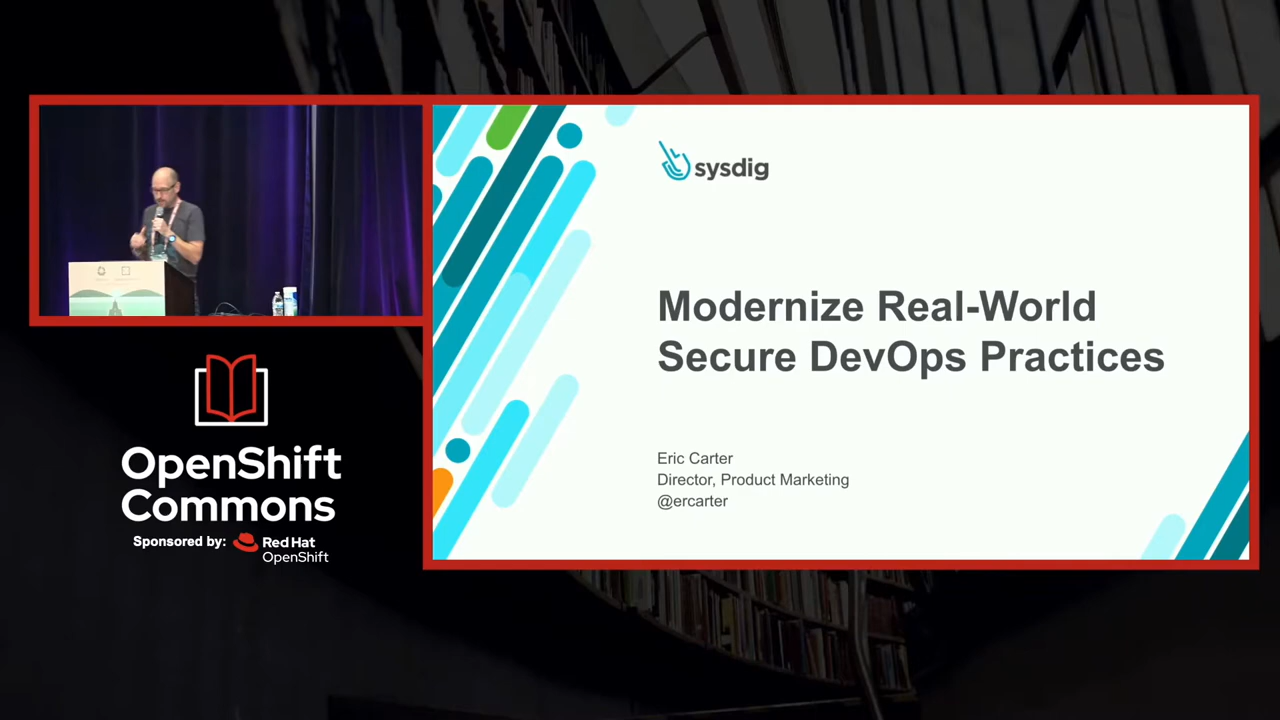 sysdig
Modernize Real-World
Secure DevOps Practices
Eric Carter
Director, Product Marketing
@ercarter
OpenShift
Commons
Sponsored by:
Red Hat
OpenShift